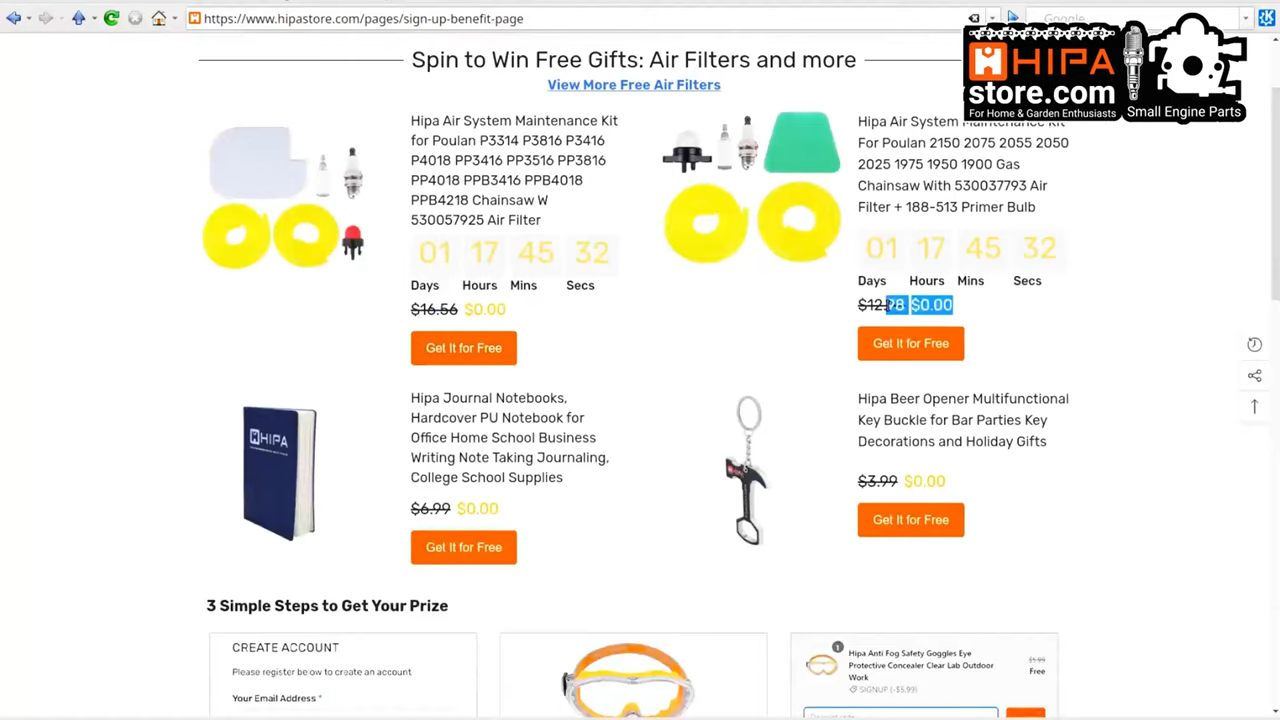 https://www.hipastore.com/pages/sign-up-benefit-page
Google
HIPA
store.com
For Home & Garden Enthusiasts
Small Engine Parts
Spin to Win Free Gifts: Air Filters and more
View More Free Air Filters
Hipa Air System Maintenance Kit
for Poulan P3314 P3816 P3416
P4018 PP3416 PP3516 PP3816
PP4018 PPB3416 PPB4018
PPB4218 Chainsaw W
530057925 Air Filter
01 17 45 32
Days Hours Mins Secs
$16.56 $0.00
Get It for Free
Hipa Air System Maintenance Kit
For Poulan 2150 2075 2055 2050
2025 1975 1950 1900 Gas
Chainsaw With 530037793 Air
Filter + 188-513 Primer Bulb
01 17 45 32
Days Hours Mins Secs
$0.00
Get It for Free
HIPA
Hipa Journal Notebooks,
Hardcover PU Notebook for
Office Home School Business
Writing Note Taking Journaling,
College School Supplies
$6.99 $0.00
Get It for Free
Hipa Beer Opener Multifunctional
Key Buckle for Bar Parties Key
Decorations and Holiday Gifts
$3.99 $0.00
Get It for Free
3 Simple Steps to Get Your Prize
CREATE ACCOUNT
Please register below to create an account
Your Email Address *
1
Hipa Anti Fog Safety Goggles Eye
Protective Concealer Clear Lab Outdoor
Work
SIGNUP (-$5.99)
$5.99
Free